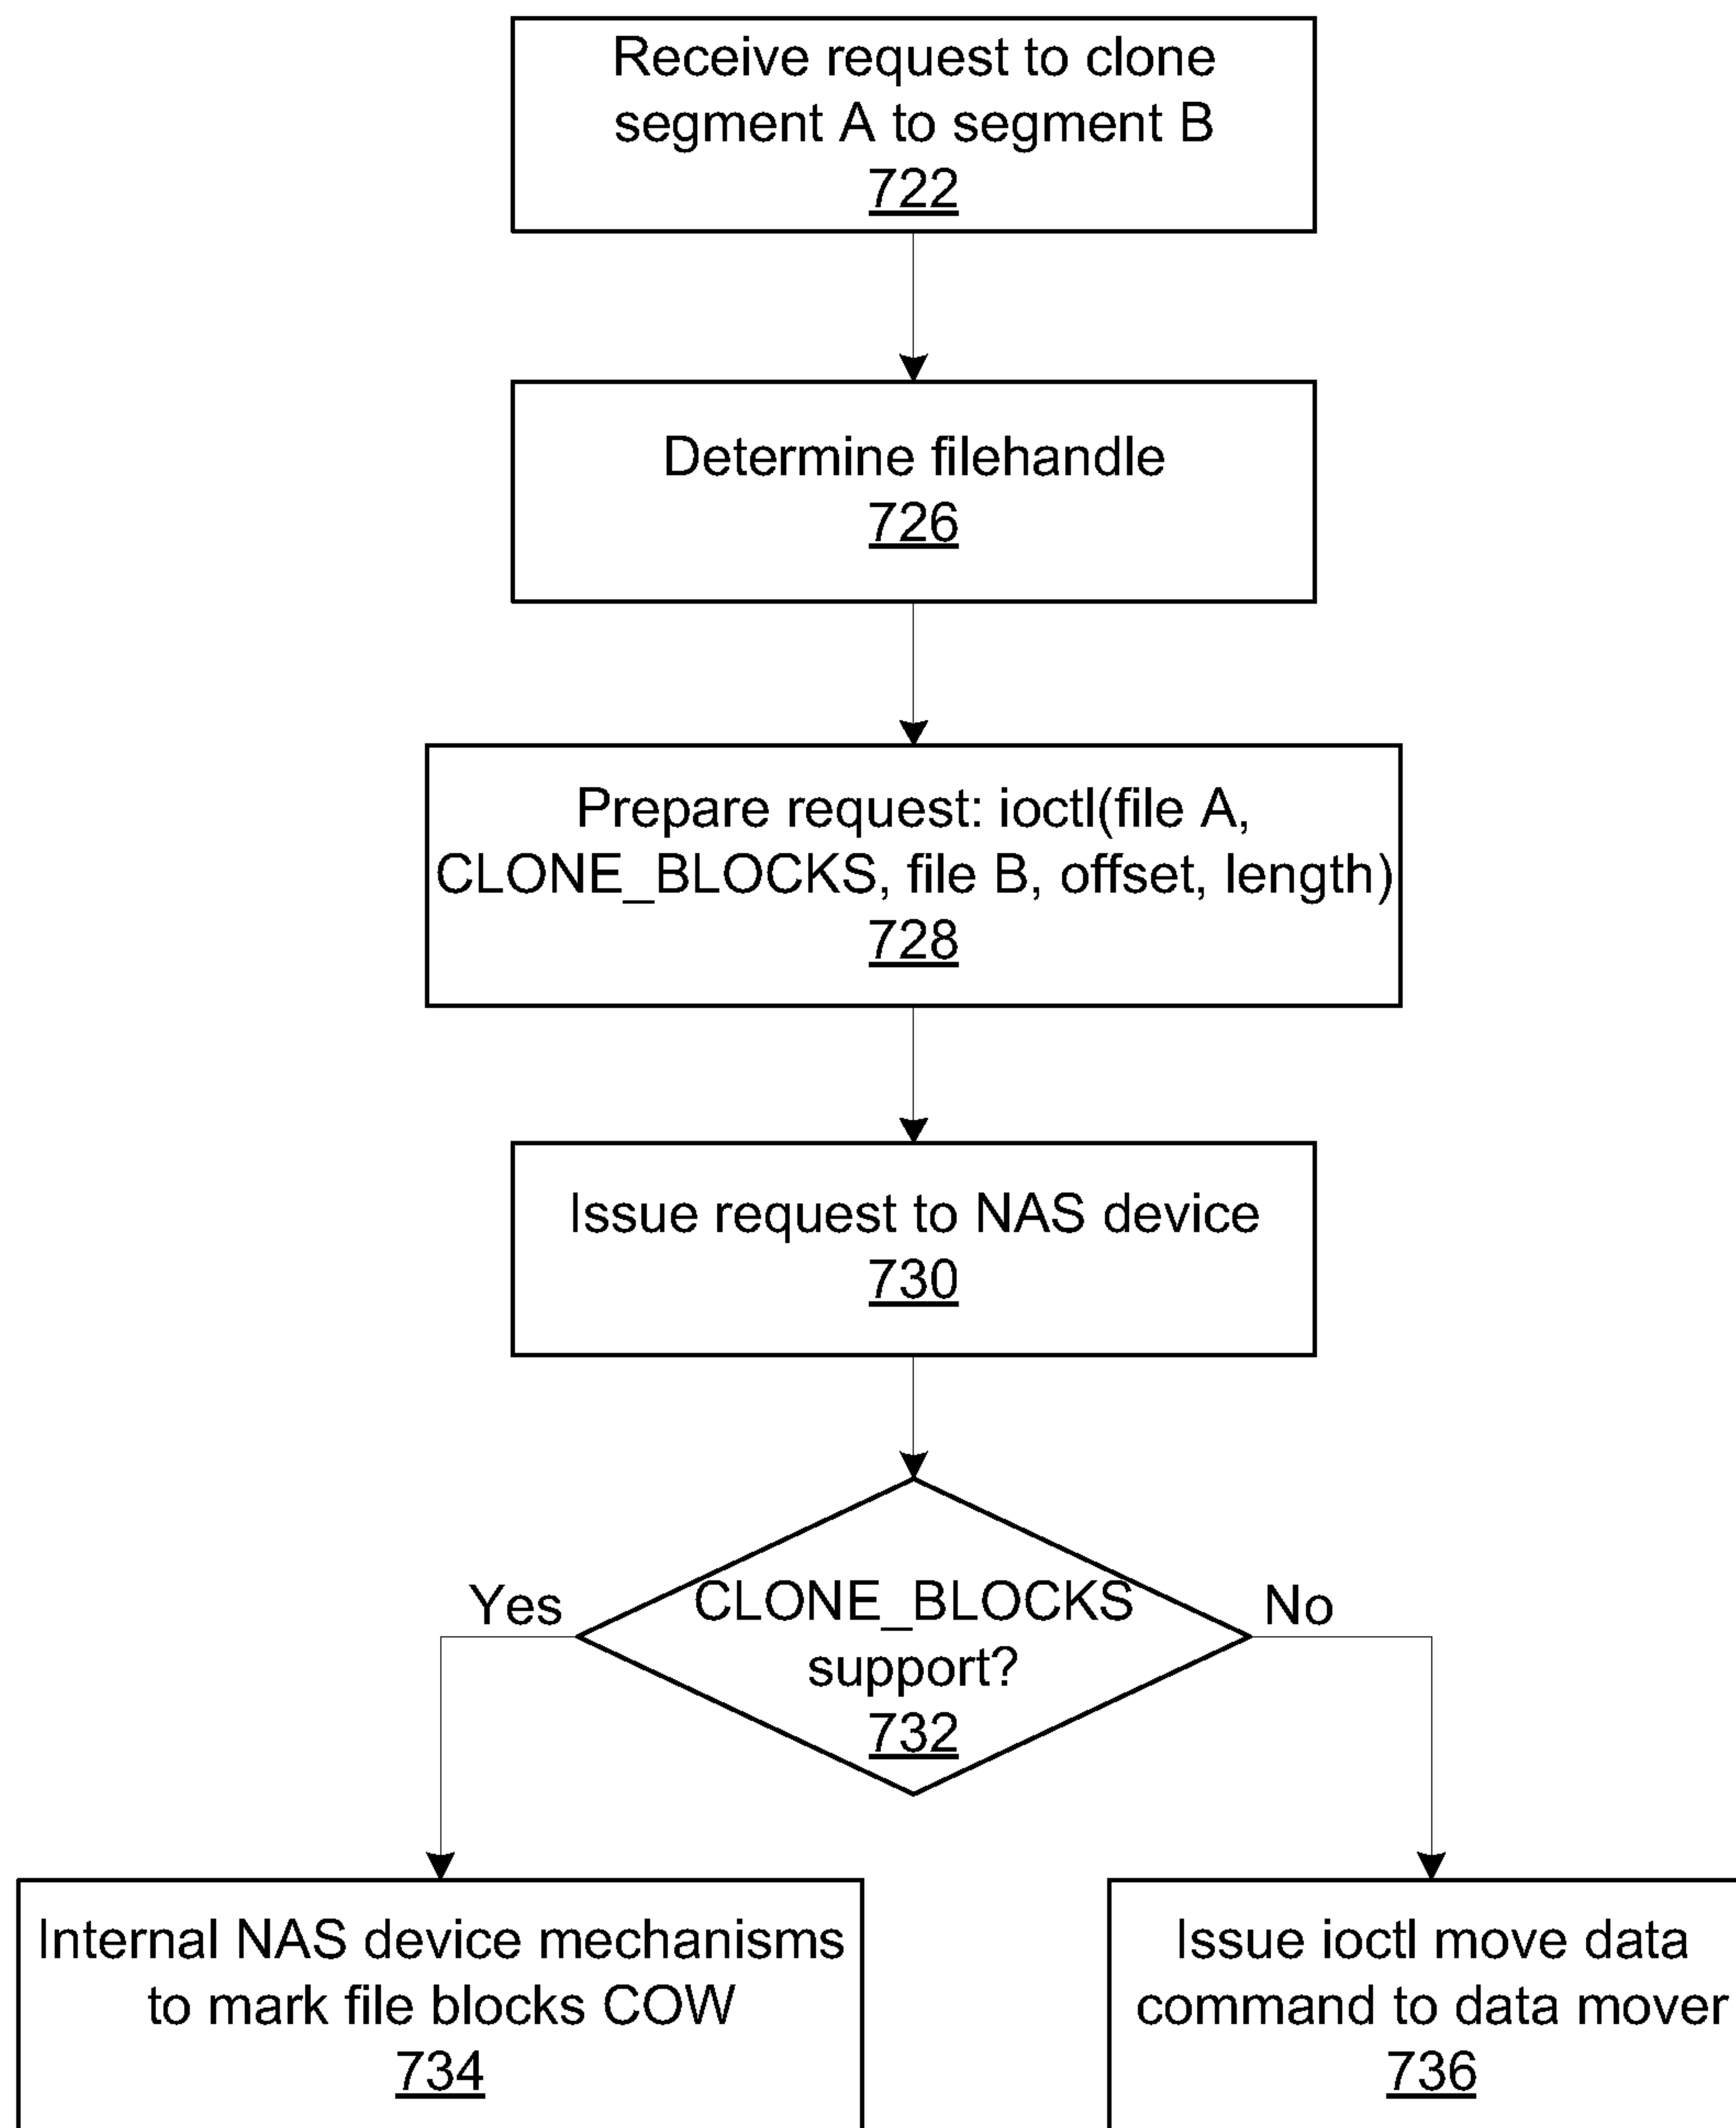 Receive request to clone
segment A to segment B
722
Determine filehandle
726
Prepare request: ioctl(file A,
CLONE_BLOCKS, file B, offset, length)
728
Issue request to NAS device
730
CLONE_BLOCKS
support?
732
Yes
No
Internal NAS device mechanisms
to mark file blocks COW
734
Issue ioctl move data
command to data mover
736